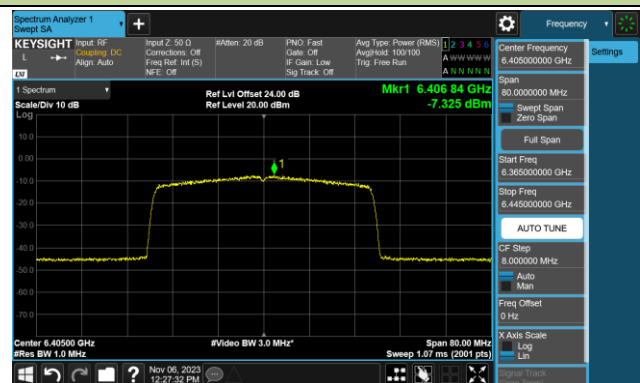 Spectrum Analyzer 1
Swept SA
+
Frequency
KEYSIGHT
L
LXI
Input: RF
Coupling: DC
Align: Auto
Input Z: 50 Ω
Corrections: Off
Freq Ref: Int (S)
NFE: Off
#Atten: 20 dB
PNO: Fast
Gate: Off
IF Gain: Low
Sig Track: Off
Avg Type: Power (RMS)
Avg|Hold: 100/100
Trig: Free Run
1 2 3 4 5 6
A W W W W W
A N N N N N
1 Spectrum
Scale/Div 10 dB
Log
Ref Lvl Offset 24.00 dB
Ref Level 20.00 dBm
Mkr1 6.406 84 GHz
-7.325 dBm
10.0
0.00
-10.0
-20.0
-30.0
-40.0
-50.0
-60.0
-70.0
1
Center 6.40500 GHz
#Res BW 1.0 MHz
#Video BW 3.0 MHz*
Span 80.00 MHz
Sweep 1.07 ms (2001 pts)
Nov 06, 2023
12:27:32 PM
Center Frequency
6.405000000 GHz
Settings
Span
80.0000000 MHz
Swept Span
Zero Span
Full Span
Start Freq
6.365000000 GHz
Stop Freq
6.445000000 GHz
AUTO TUNE
CF Step
8.000000 MHz
Auto
Man
Freq Offset
0 Hz
X Axis Scale
Log
Lin
Signal Track